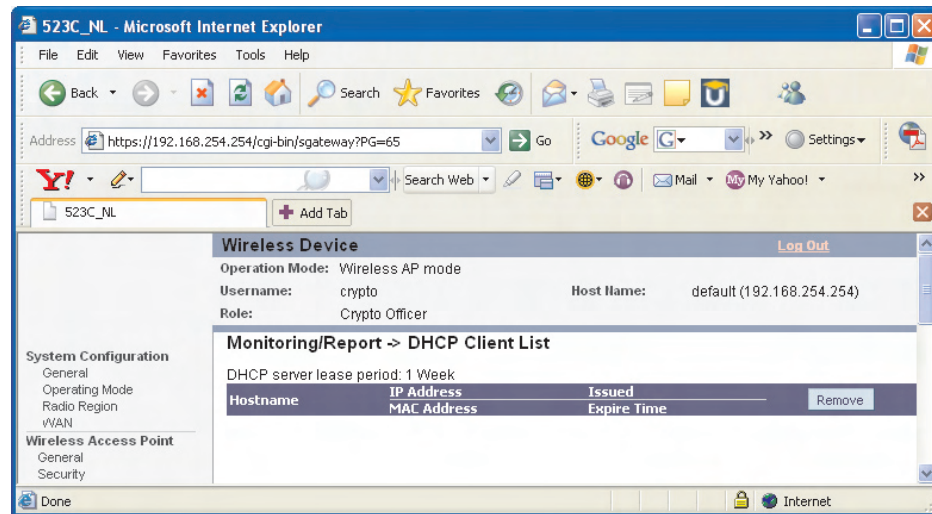 523C_NL - Microsoft Internet Explorer
File Edit View Favorites Tools Help
Back Search Favorites
Address https://192.168.254.254/cgi-bin/sgateway?PG=65 Go Google G Settings
Y! Search Web Mail My My Yahoo!
523C_NL Add Tab
Wireless Device Log Out
Operation Mode: Wireless AP mode
Username: crypto Host Name: default (192.168.254.254)
Role: Crypto Officer
Monitoring/Report -> DHCP Client List
DHCP server lease period: 1 Week
Hostname IP Address Issued Remove
MAC Address Expire Time
System Configuration
General
Operating Mode
Radio Region
WAN
Wireless Access Point
General
Security
Done Internet